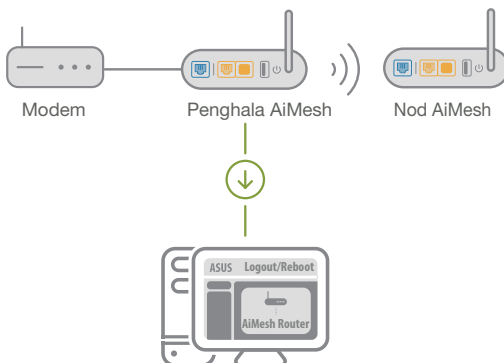 Modem Penghala AiMesh Nod AiMesh
ASUS Logout/Reboot
AiMesh Router